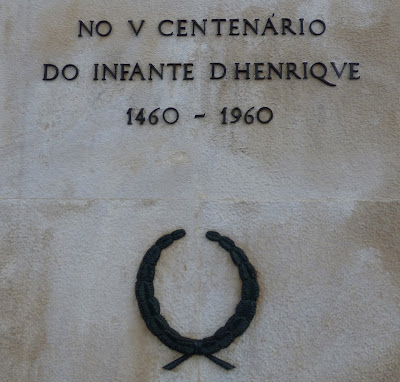 NO V CENTENÁRIO
DO INFANTE D HENRIQVE
1460 - 1960